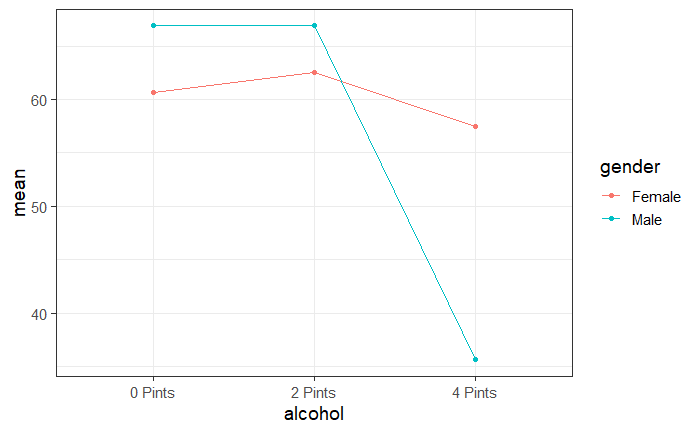 60
50
40
mean
0 Pints
2 Pints
4 Pints
alcohol
gender
Female
Male